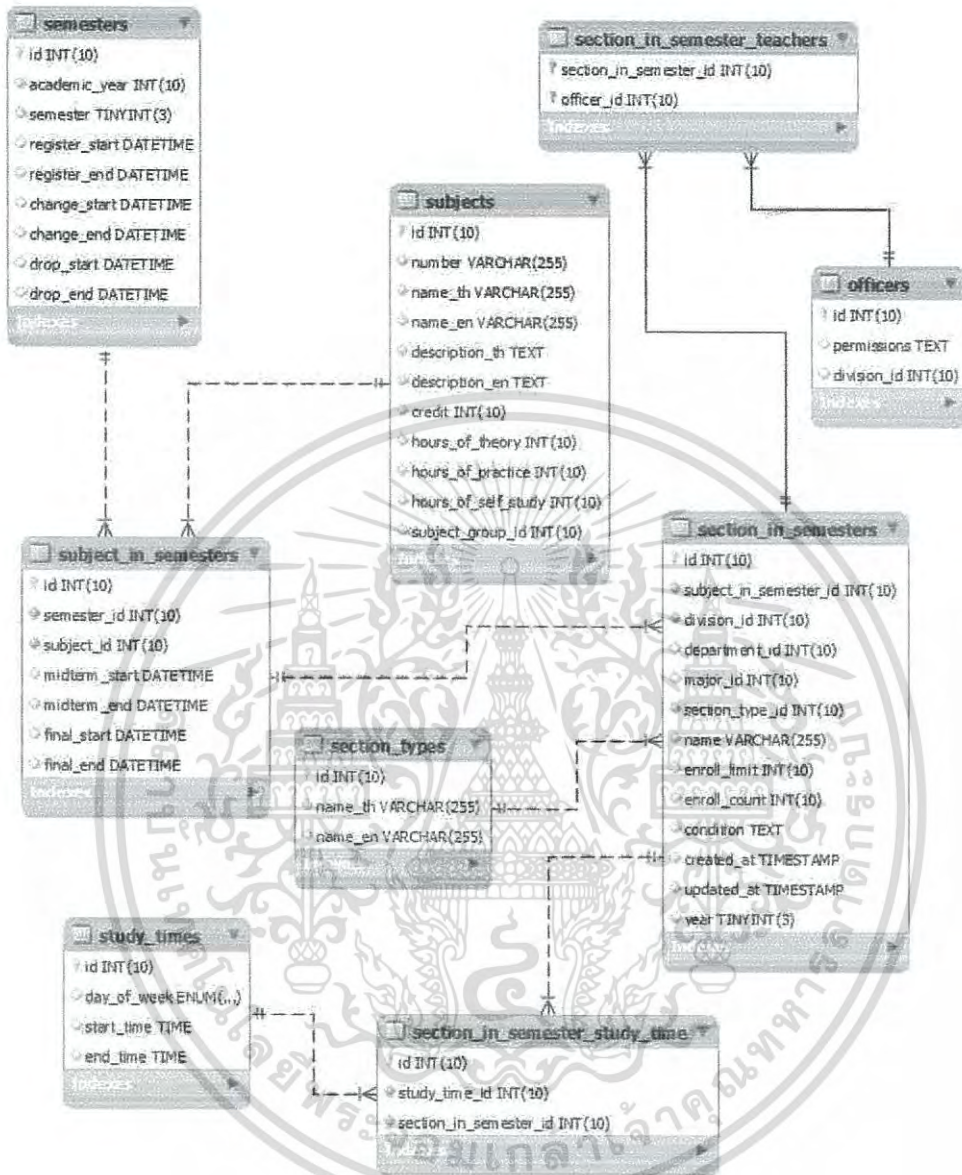 semesters
id INT(10)
academic_year INT(10)
semester TINYINT(3)
register_start DATETIME
register_end DATETIME
change_start DATETIME
change_end DATETIME
drop_start DATETIME
drop_end DATETIME
Indexes
section_in_semester_teachers
section_in_semester_id INT(10)
officer_id INT(10)
Indexes
subjects
id INT(10)
number VARCHAR(255)
name_th VARCHAR(255)
name_en VARCHAR(255)
description_th TEXT
description_en TEXT
credit INT(10)
hours_of_theory INT(10)
hours_of_practice INT(10)
hours_of_self_study INT(10)
subject_group_id INT(10)
Indexes
officers
id INT(10)
permissions TEXT
division_id INT(10)
Indexes
subject_in_semesters
id INT(10)
semester_id INT(10)
subject_id INT(10)
midterm_start DATETIME
midterm_end DATETIME
final_start DATETIME
final_end DATETIME
Indexes
section_in_semesters
id INT(10)
subject_in_semester_id INT(10)
division_id INT(10)
department_id INT(10)
major_id INT(10)
section_type_id INT(10)
name VARCHAR(255)
enroll_limit INT(10)
enroll_count INT(10)
condition TEXT
created_at TIMESTAMP
updated_at TIMESTAMP
year TINYINT(3)
Indexes
section_types
id INT(10)
name_th VARCHAR(255)
name_en VARCHAR(255)
Indexes
study_times
id INT(10)
day_of_week ENUM(...)
start_time TIME
end_time TIME
Indexes
section_in_semester_study_time
id INT(10)
study_time_id INT(10)
section_in_semester_id INT(10)
Indexes